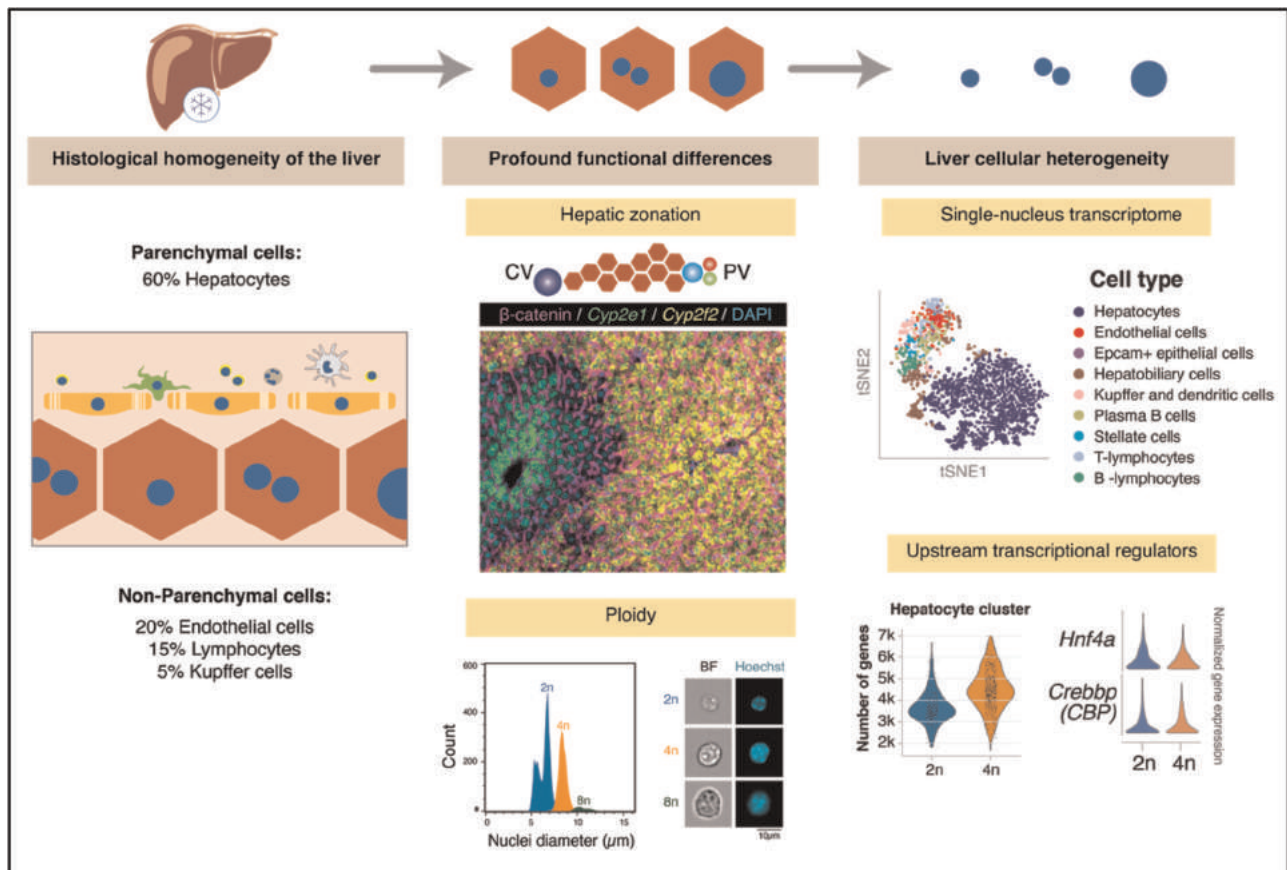 Histological homogeneity of the liver
Parenchymal cells:
60% Hepatocytes
Non-Parenchymal cells:
20% Endothelial cells
15% Lymphocytes
5% Kupffer cells
Profound functional differences
Hepatic zonation
CV
PV
β-catenin / Cyp2e1 / Cyp2f2 / DAPI
Ploidy
600
400
200
0
Count
2n
4n
8n
0
5
10
15
Nuclei diameter (µm)
BF
Hoechst
2n
4n
8n
10µm
Liver cellular heterogeneity
Single-nucleus transcriptome
tSNE2
tSNE1
Cell type
Hepatocytes
Endothelial cells
Epcam+ epithelial cells
Hepatobiliary cells
Kupffer and dendritic cells
Plasma B cells
Stellate cells
T-lymphocytes
B -lymphocytes
Upstream transcriptional regulators
Hepatocyte cluster
Number of genes
7k
6k
5k
4k
3k
2k
2n
4n
Hnf4a
Crebbp
(CBP)
2n
4n
Normalized gene expression